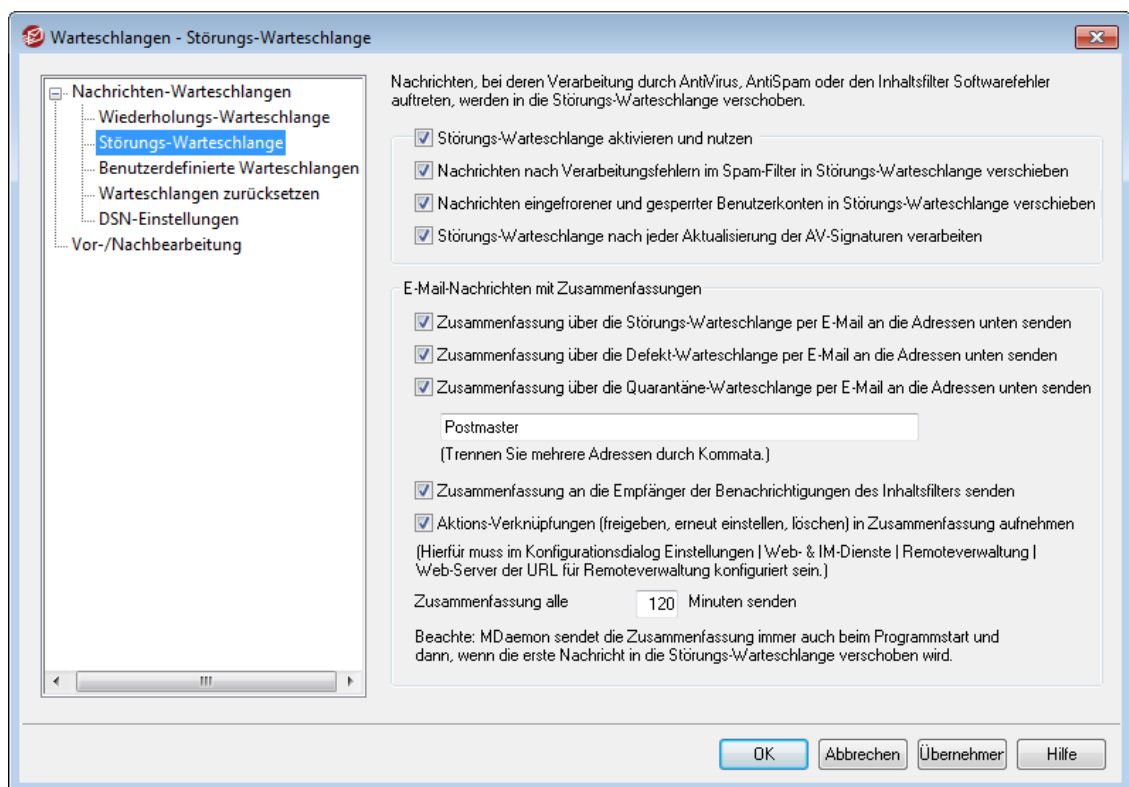 Warteschlangen - Störungs-Warteschlange
Nachrichten-Warteschlangen
Wiederholungs-Warteschlange
Störungs-Warteschlange
Benutzerdefinierte Warteschlangen
Warteschlangen zurücksetzen
DSN-Einstellungen
Vor-/Nachbearbeitung
Nachrichten, bei deren Verarbeitung durch AntiVirus, AntiSpam oder den Inhaltsfilter Softwarefehler
auftreten, werden in die Störungs-Warteschlange verschoben.
Störungs-Warteschlange aktivieren und nutzen
Nachrichten nach Verarbeitungsfehlern im Spam-Filter in Störungs-Warteschlange verschieben
Nachrichten eingefrorener und gesperrter Benutzerkonten in Störungs-Warteschlange verschieben
Störungs-Warteschlange nach jeder Aktualisierung der AV-Signaturen verarbeiten
E-Mail-Nachrichten mit Zusammenfassungen
Zusammenfassung über die Störungs-Warteschlange per E-Mail an die Adressen unten senden
Zusammenfassung über die Defekt-Warteschlange per E-Mail an die Adressen unten senden
Zusammenfassung über die Quarantäne-Warteschlange per E-Mail an die Adressen unten senden
Postmaster
(Trennen Sie mehrere Adressen durch Kommata.)
Zusammenfassung an die Empfänger der Benachrichtigungen des Inhaltsfilters senden
Aktions-Verknüpfungen (freigeben, erneut einstellen, löschen) in Zusammenfassung aufnehmen
(Hierfür muss im Konfigurationsdialog Einstellungen | Web- & IM-Dienste | Remoteverwaltung |
Web-Server der URL für Remoteverwaltung konfiguriert sein.)
Zusammenfassung alle 120 Minuten senden
Beachte: MDaemon sendet die Zusammenfassung immer auch beim Programmstart und
dann, wenn die erste Nachricht in die Störungs-Warteschlange verschoben wird.
OK Abbrechen Übernehmer Hilfe